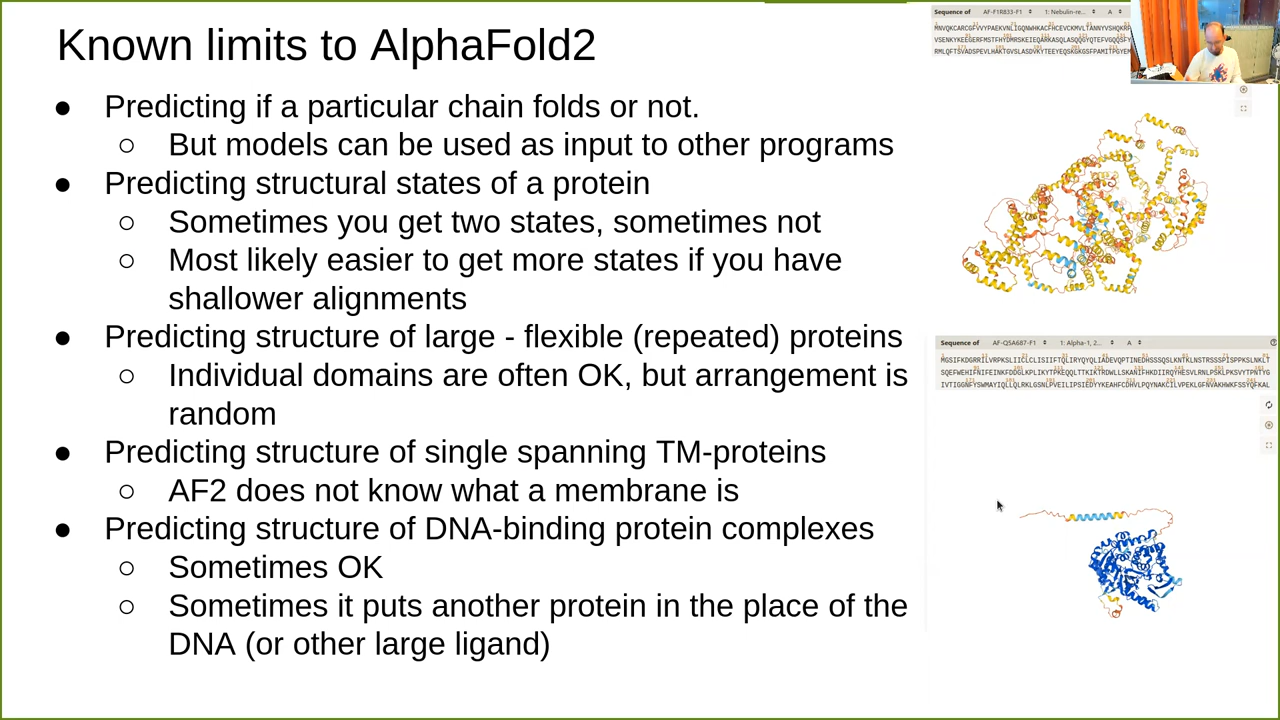 Known limits to AlphaFold2
● Predicting if a particular chain folds or not.
○ But models can be used as input to other programs
● Predicting structural states of a protein
○ Sometimes you get two states, sometimes not
○ Most likely easier to get more states if you have
shallower alignments
● Predicting structure of large - flexible (repeated) proteins
○ Individual domains are often OK, but arrangement is
random
● Predicting structure of single spanning TM-proteins
○ AF2 does not know what a membrane is
● Predicting structure of DNA-binding protein complexes
○ Sometimes OK
○ Sometimes it puts another protein in the place of the
DNA (or other large ligand)
Sequence of AF-F1R833-F1 1: Nebulin-re... A
Sequence of AF-Q5A687-F1 1: Alpha-1, 2... A